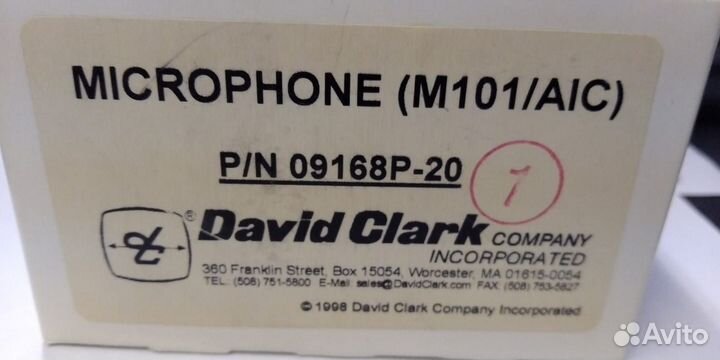 MICROPHONE (M101/AIC)
P/N 09168P-20
7
® David Clark COMPANY
INCORPORATED
360 Franklin Street, Box 15054, Worcester, MA 01615-0054
TEL. (508) 751-5800 E-Mail: sales@DavidClark.com FAX: (508) 753-5827
© 1998 David Clark Company Incorporated
Avito